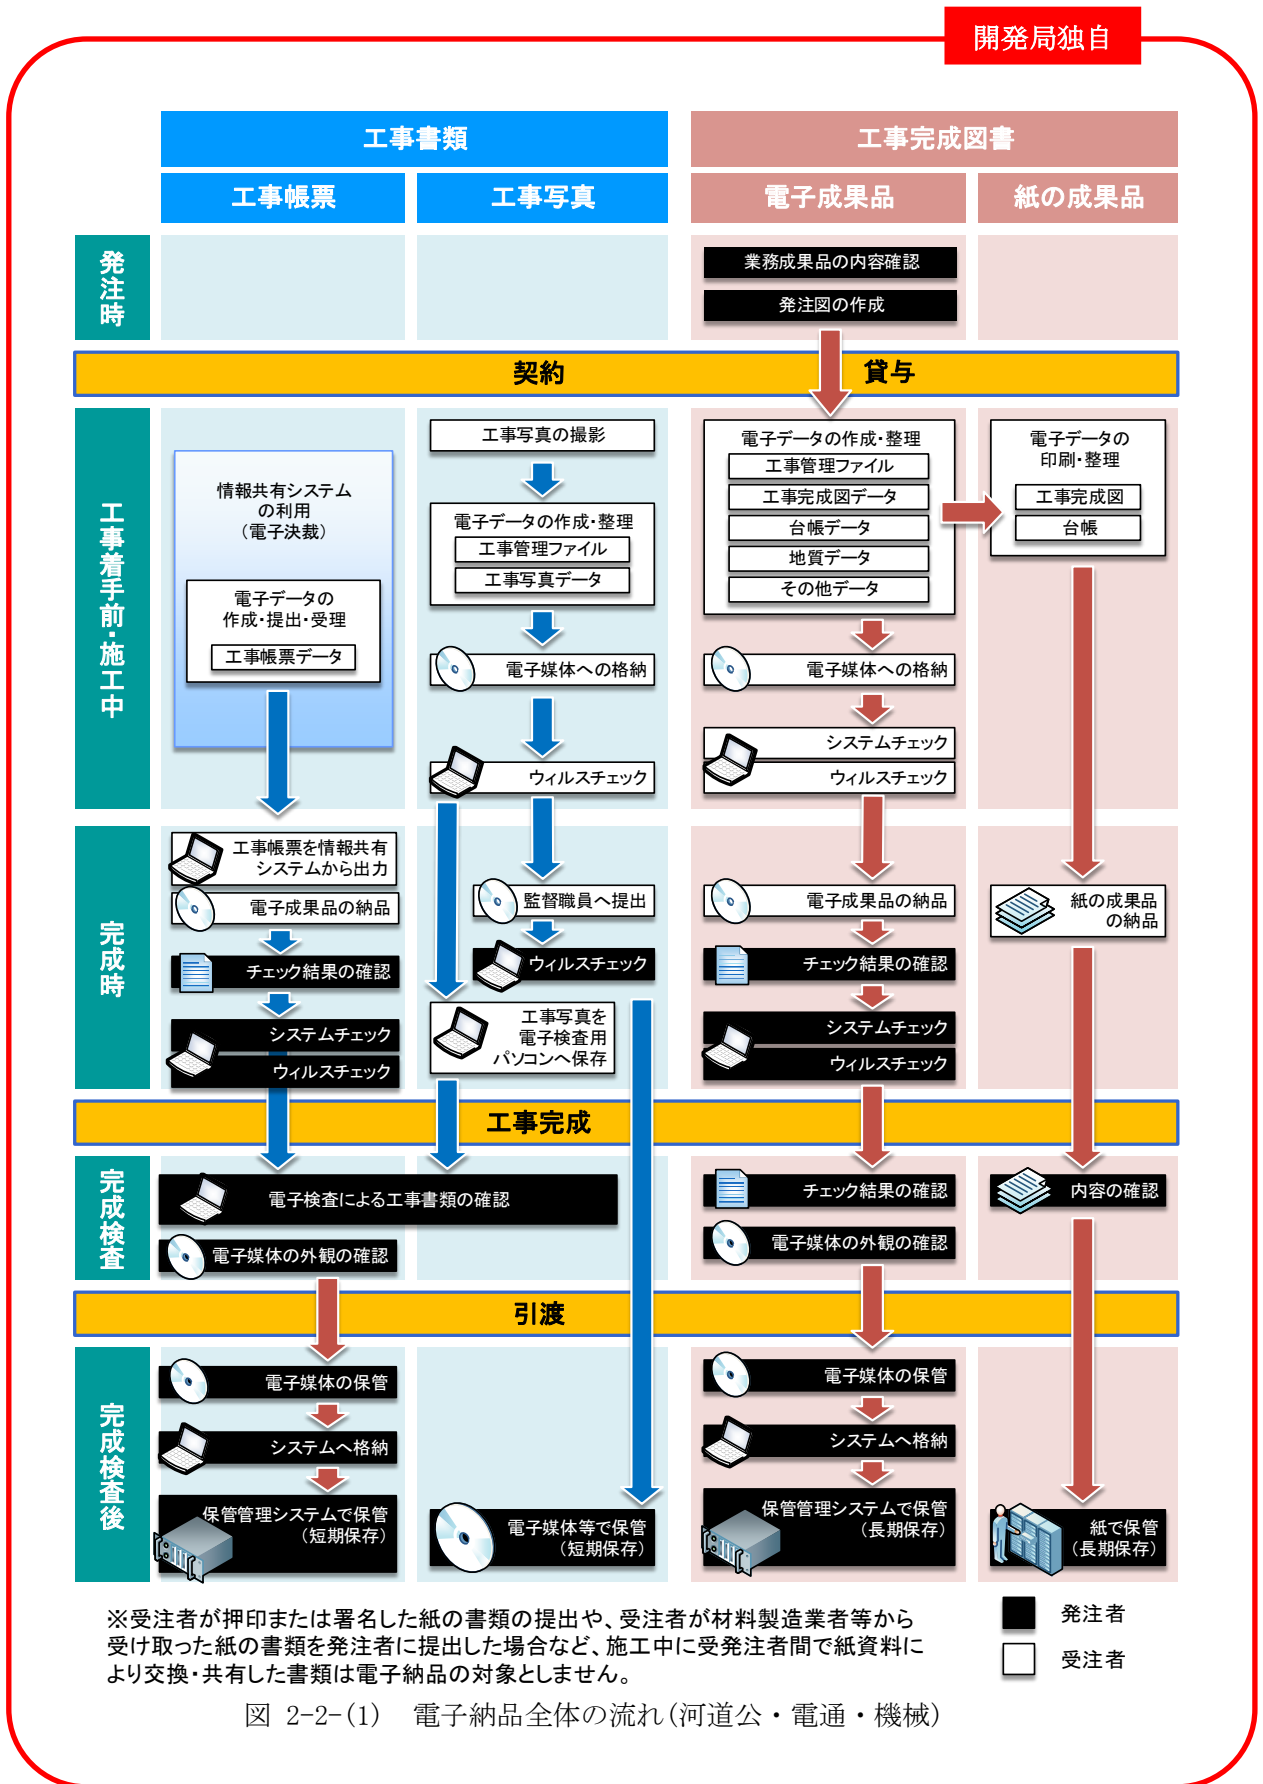 開発局独自
工事書類
工事完成図書
工事帳票
工事写真
電子成果品
紙の成果品
発注時
業務成果品の内容確認
発注図の作成
契約
貸与
工事着手前・施工中
情報共有システム
の利用
（電子決裁）
電子データの
作成・提出・受理
工事帳票データ
工事写真の撮影
電子データの作成・整理
工事管理ファイル
工事写真データ
電子媒体への格納
ウィルスチェック
電子データの作成・整理
工事管理ファイル
工事完成図データ
台帳データ
地質データ
その他データ
電子媒体への格納
システムチェック
ウィルスチェック
電子データの
印刷・整理
工事完成図
台帳
完成時
工事帳票を情報共有
システムから出力
電子成果品の納品
チェック結果の確認
システムチェック
ウィルスチェック
監督職員へ提出
ウィルスチェック
工事写真を
電子検査用
パソコンへ保存
電子成果品の納品
チェック結果の確認
システムチェック
ウィルスチェック
紙の成果品
の納品
工事完成
完成検査
電子検査による工事書類の確認
電子媒体の外観の確認
チェック結果の確認
電子媒体の外観の確認
内容の確認
引渡
完成検査後
電子媒体の保管
システムへ格納
保管管理システムで保管
（短期保存）
電子媒体等で保管
（短期保存）
電子媒体の保管
システムへ格納
保管管理システムで保管
（長期保存）
紙で保管
（長期保存）
※受注者が押印または署名した紙の書類の提出や、受注者が材料製造業者等から
受け取った紙の書類を発注者に提出した場合など、施工中に受発注者間で紙資料に
より交換・共有した書類は電子納品の対象としません。
発注者
受注者
図 2-2-(1)　電子納品全体の流れ(河道公・電通・機械)